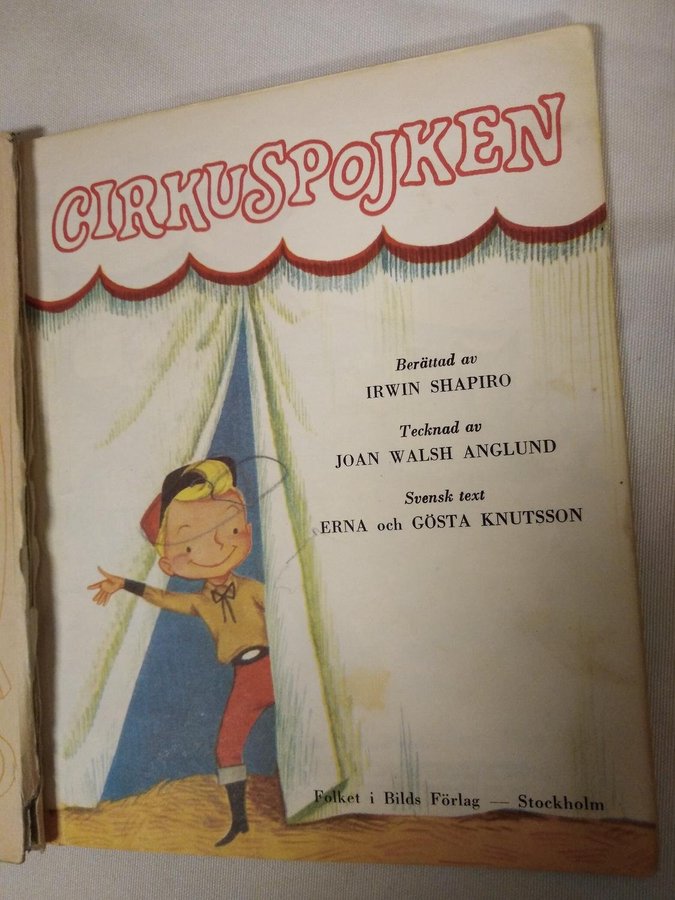 CIRKUSPOJKEN
Berättad av
IRWIN SHAPIRO
Tecknad av
JOAN WALSH ANGLUND
Svensk text
ERNA och GÖSTA KNUTSSON
Folket i Bilds Förlag — Stockholm